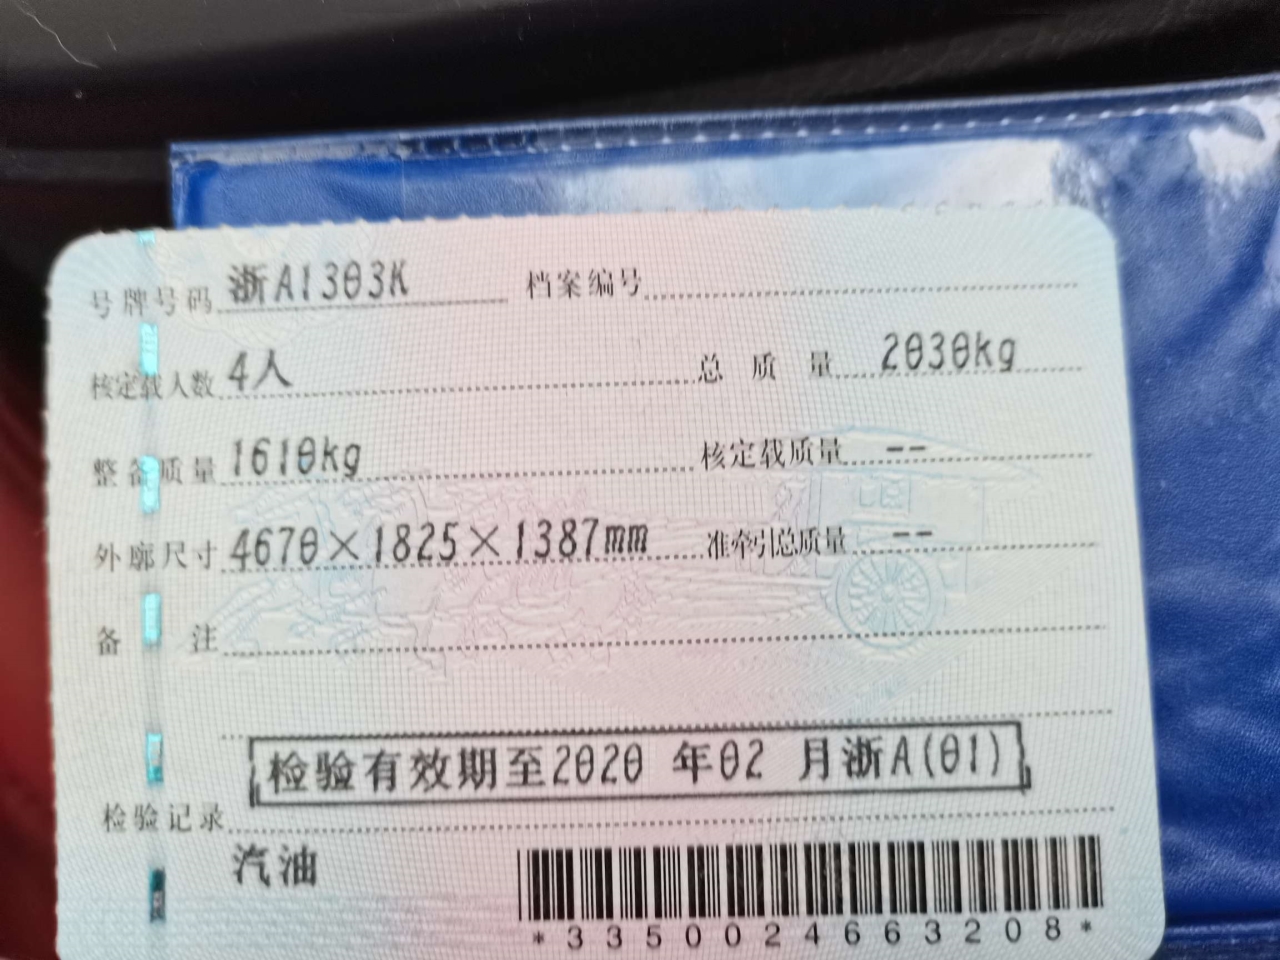 号牌号码 浙A1303K 档案编号
核定载人数 4人 总质量 2030kg
整备质量 1610kg 核定载质量 --
外廓尺寸 4670×1825×1387mm 准牵引总质量 --
备注
检验有效期至2020 年02 月浙A(01)
检验记录
汽油
*3350024663208*